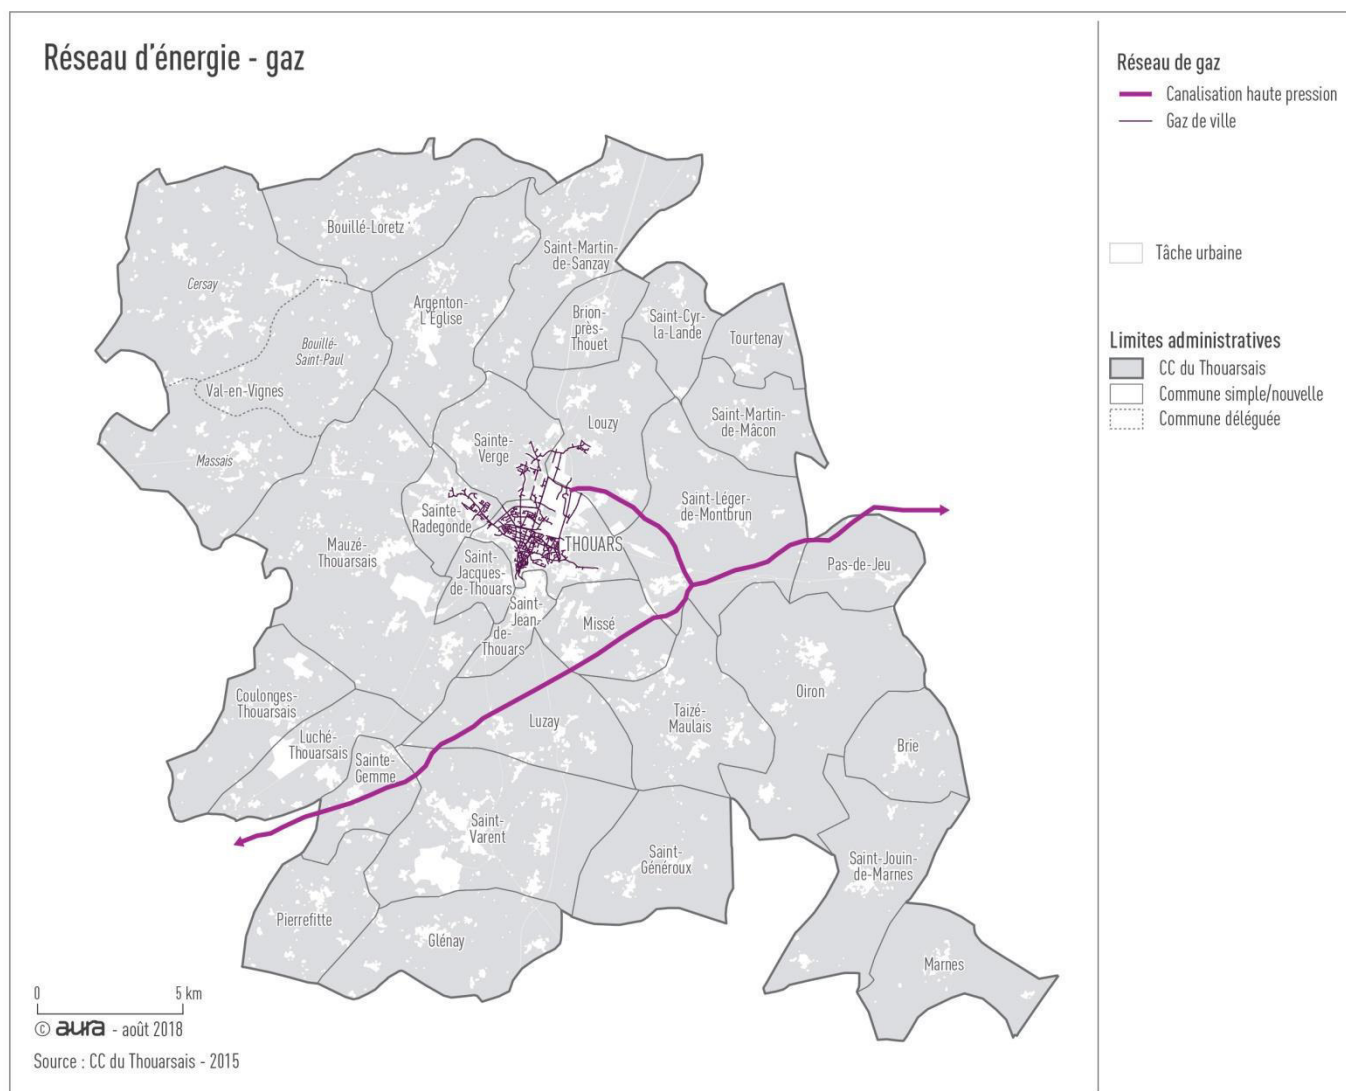 Réseau d'énergie - gaz
Réseau de gaz
Canalisation haute pression
Gaz de ville
Tâche urbaine
Limites administratives
CC du Thouarsais
Commune simple/nouvelle
Commune déléguée
Bouillé-Loretz
Saint-Martin-
de-Sanzay
Cersay
Argenton-
L'Église
Brion-
près-
Thouet
Saint-Cyr-
la-Lande
Tourtenay
Bouillé-
Saint-Paul
Val-en-Vignes
Massais
Sainte-
Verge
Louzy
Saint-Martin-
de-Mâcon
Sainte-
Radegonde
Saint-Léger-
de-Montbrun
Mauzé-
Thouarsais
THOUARS
Saint-
Jacques-
de-Thouars
Pas-de-Jeu
Saint-
Jean-
de-
Thouars
Missé
Oiron
Coulonges-
Thouarsais
Luché-
Thouarsais
Sainte-
Gemme
Luzay
Taizé-
Maulais
Brie
Saint-
Varent
Saint-
Généroux
Saint-Jouin-
de-Marnes
Pierrefitte
Glénay
Marnes
0 5 km
© aura - août 2018
Source : CC du Thouarsais - 2015